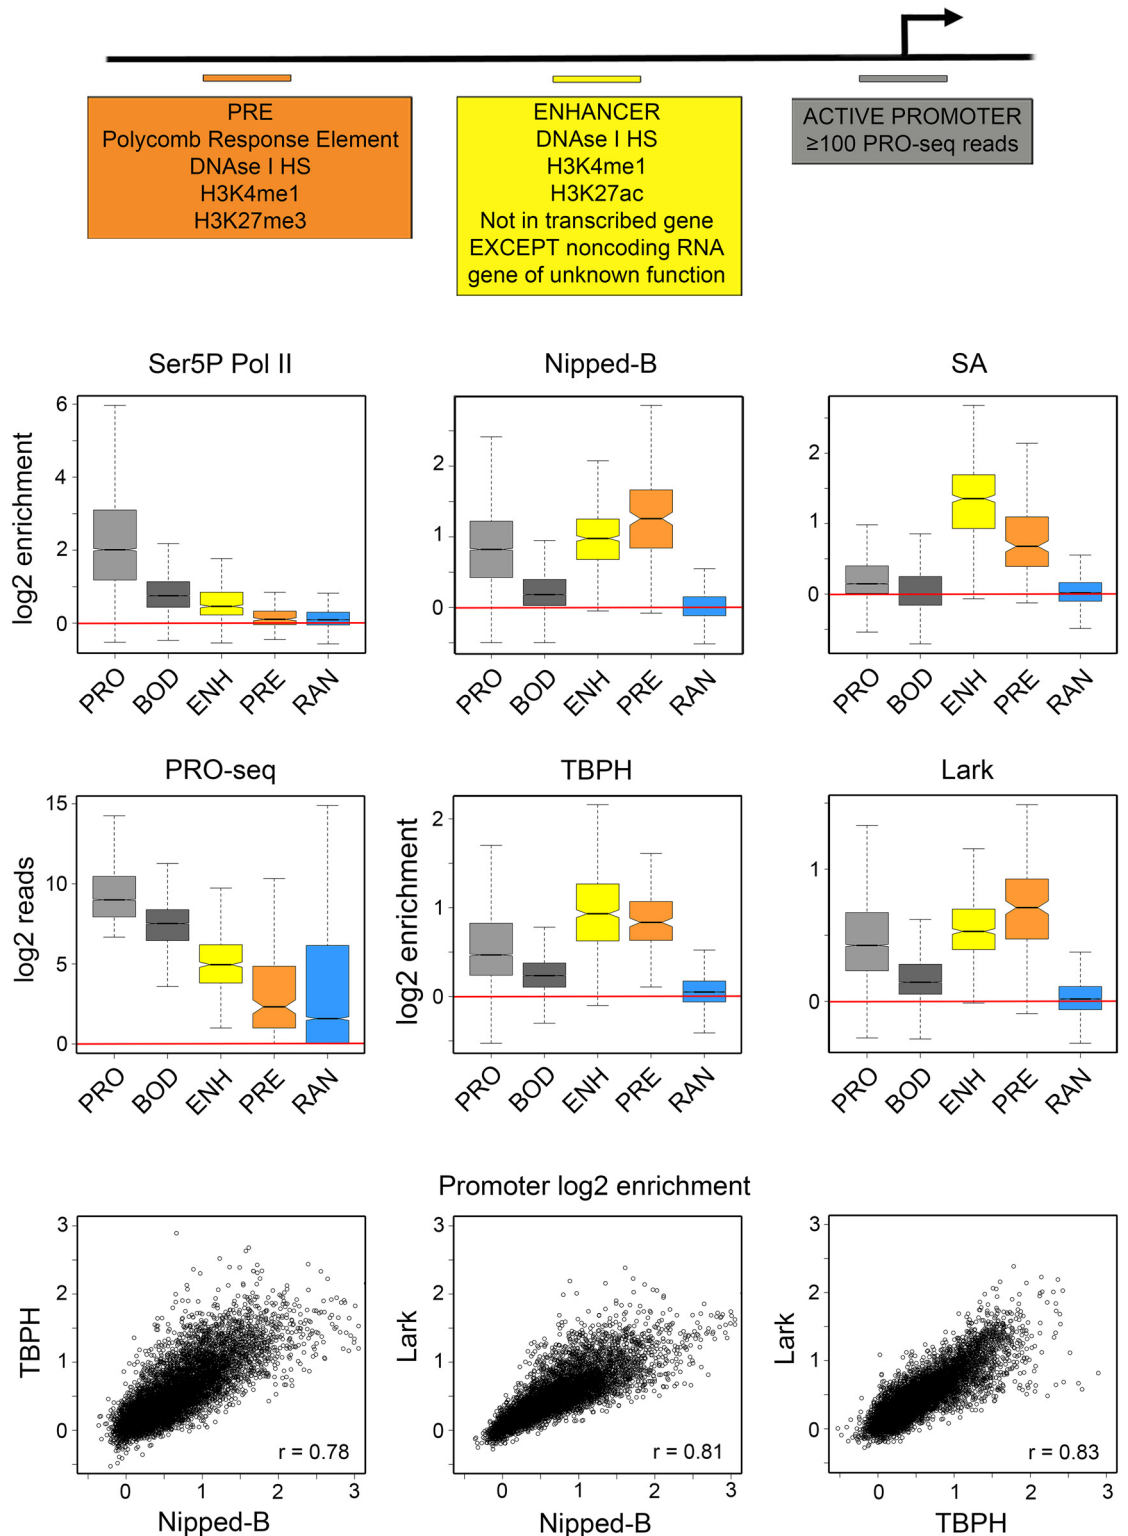 PRE
Polycomb Response Element
DNAse I HS
H3K4me1
H3K27me3
ENHANCER
DNAse I HS
H3K4me1
H3K27ac
Not in transcribed gene
EXCEPT noncoding RNA
gene of unknown function
ACTIVE PROMOTER
≥100 PRO-seq reads
Ser5P Pol II
log2 enrichment
6
4
2
0
PRO BOD ENH PRE RAN
Nipped-B
2
1
0
PRO BOD ENH PRE RAN
SA
2
1
0
PRO BOD ENH PRE RAN
PRO-seq
log2 reads
15
10
5
0
PRO BOD ENH PRE RAN
TBPH
log2 enrichment
2
1
0
PRO BOD ENH PRE RAN
Lark
1
0
PRO BOD ENH PRE RAN
Promoter log2 enrichment
TBPH
3
2
1
0
r = 0.78
0 1 2 3
Nipped-B
Lark
3
2
1
0
r = 0.81
0 1 2 3
Nipped-B
Lark
3
2
1
0
r = 0.83
0 1 2 3
TBPH